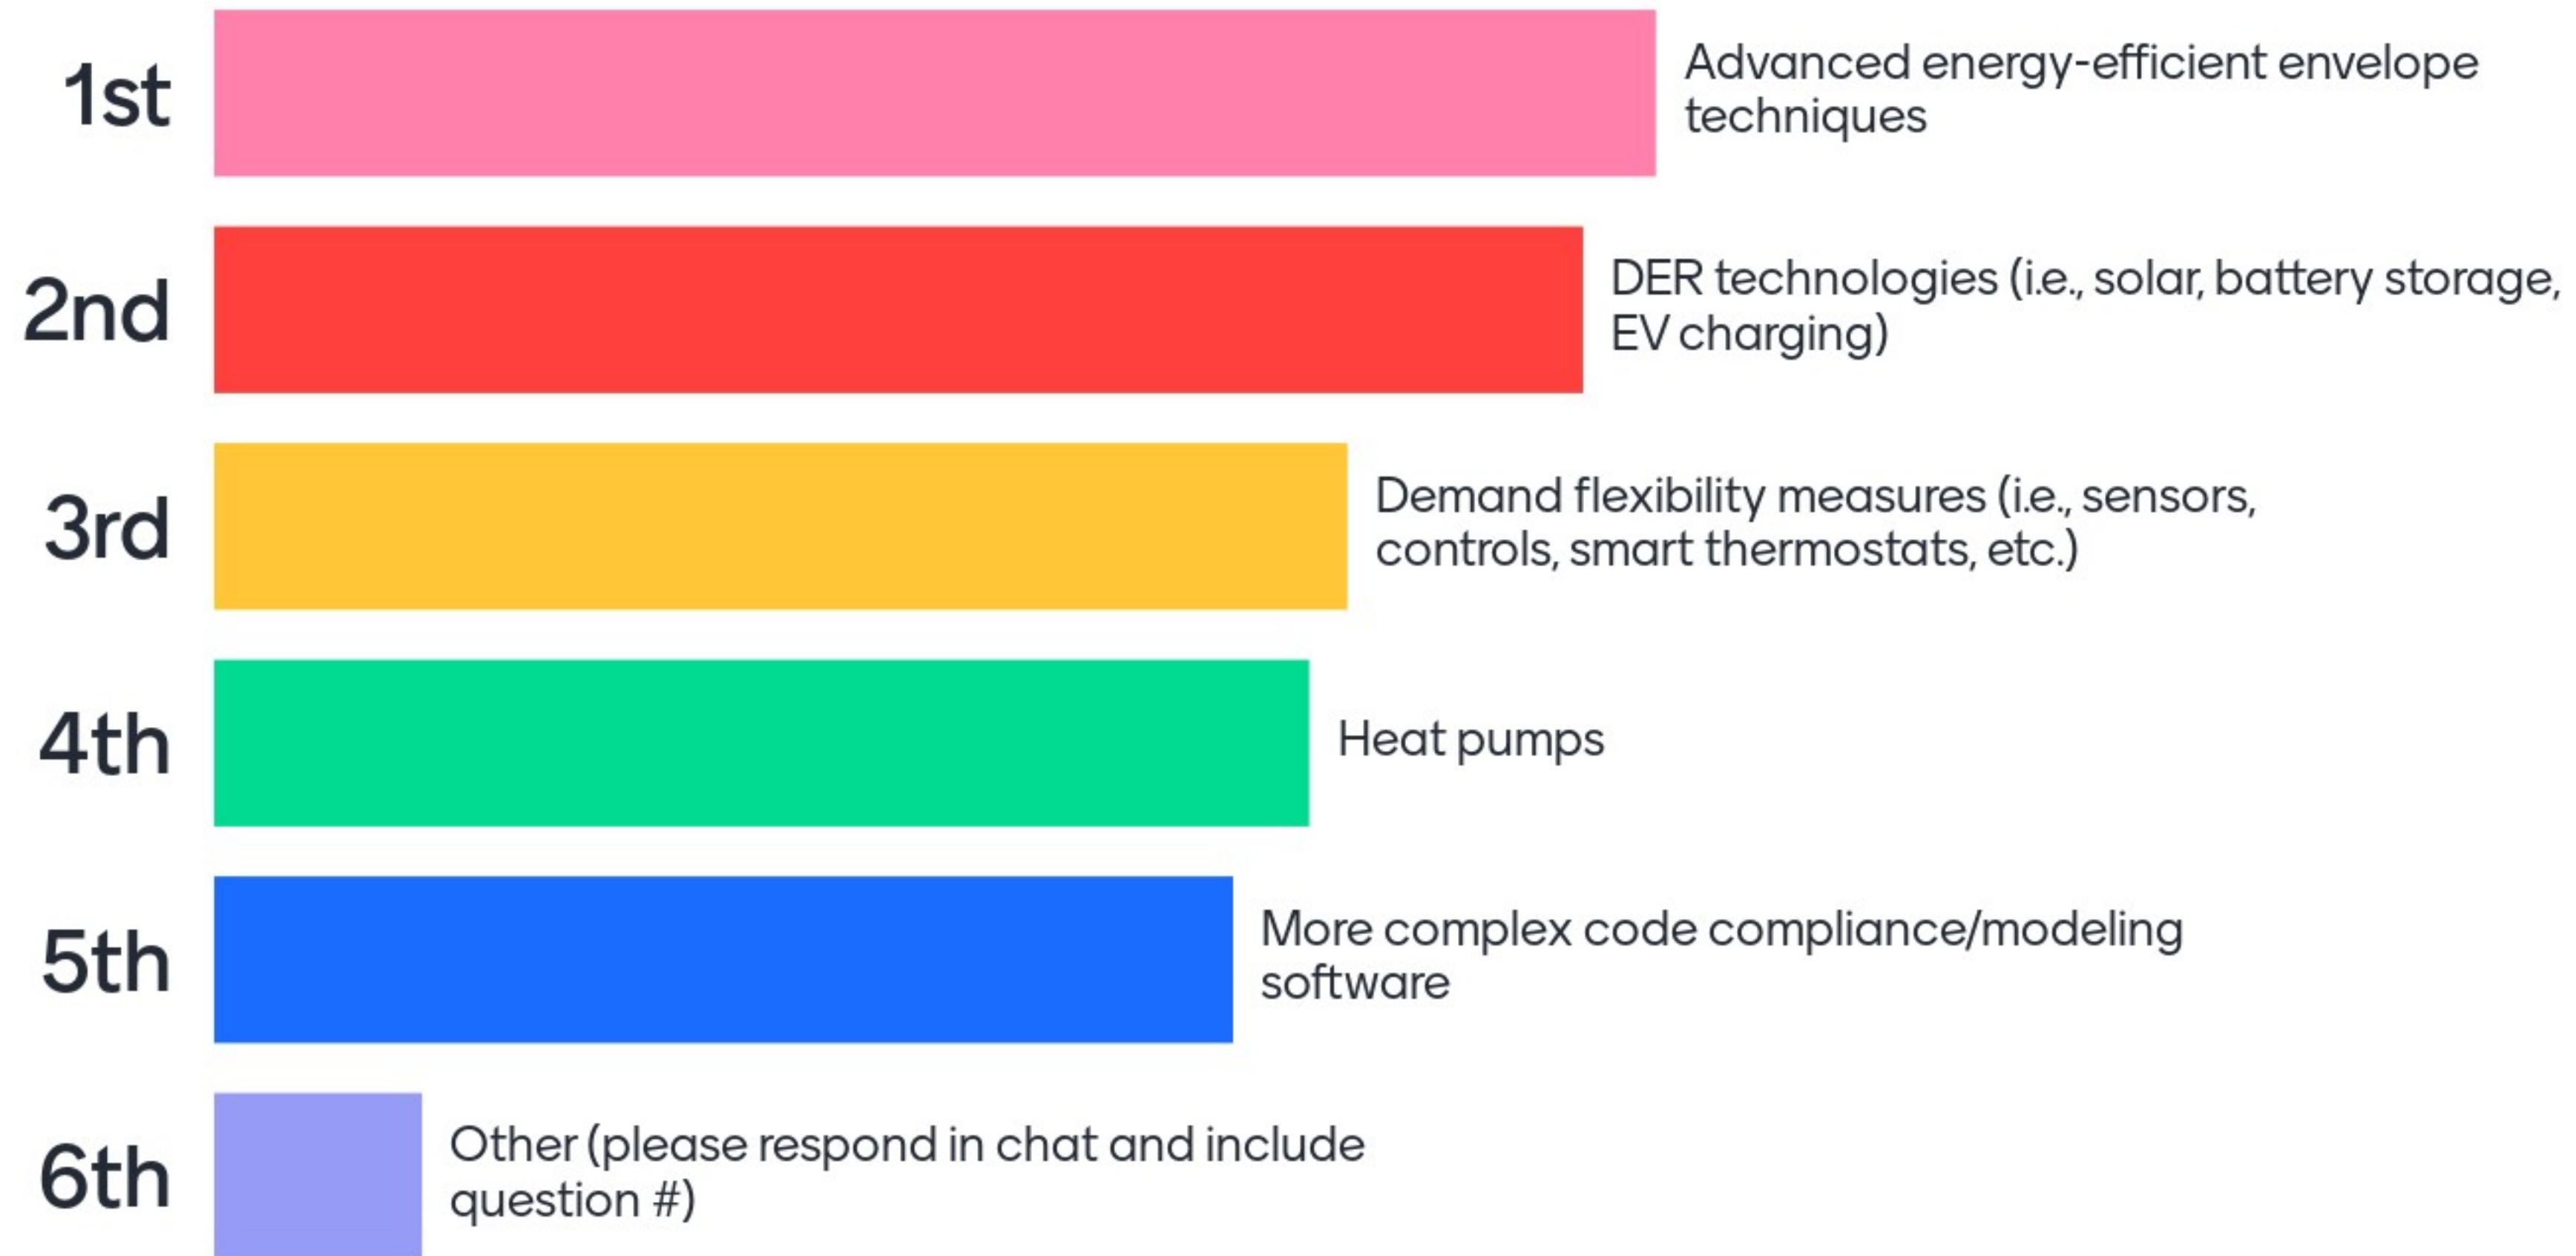 1st
Advanced energy-efficient envelope
techniques
2nd
DER technologies (i.e., solar, battery storage,
EV charging)
3rd
Demand flexibility measures (i.e., sensors,
controls, smart thermostats, etc.)
4th
Heat pumps
5th
More complex code compliance/modeling
software
6th
Other (please respond in chat and include
question #)